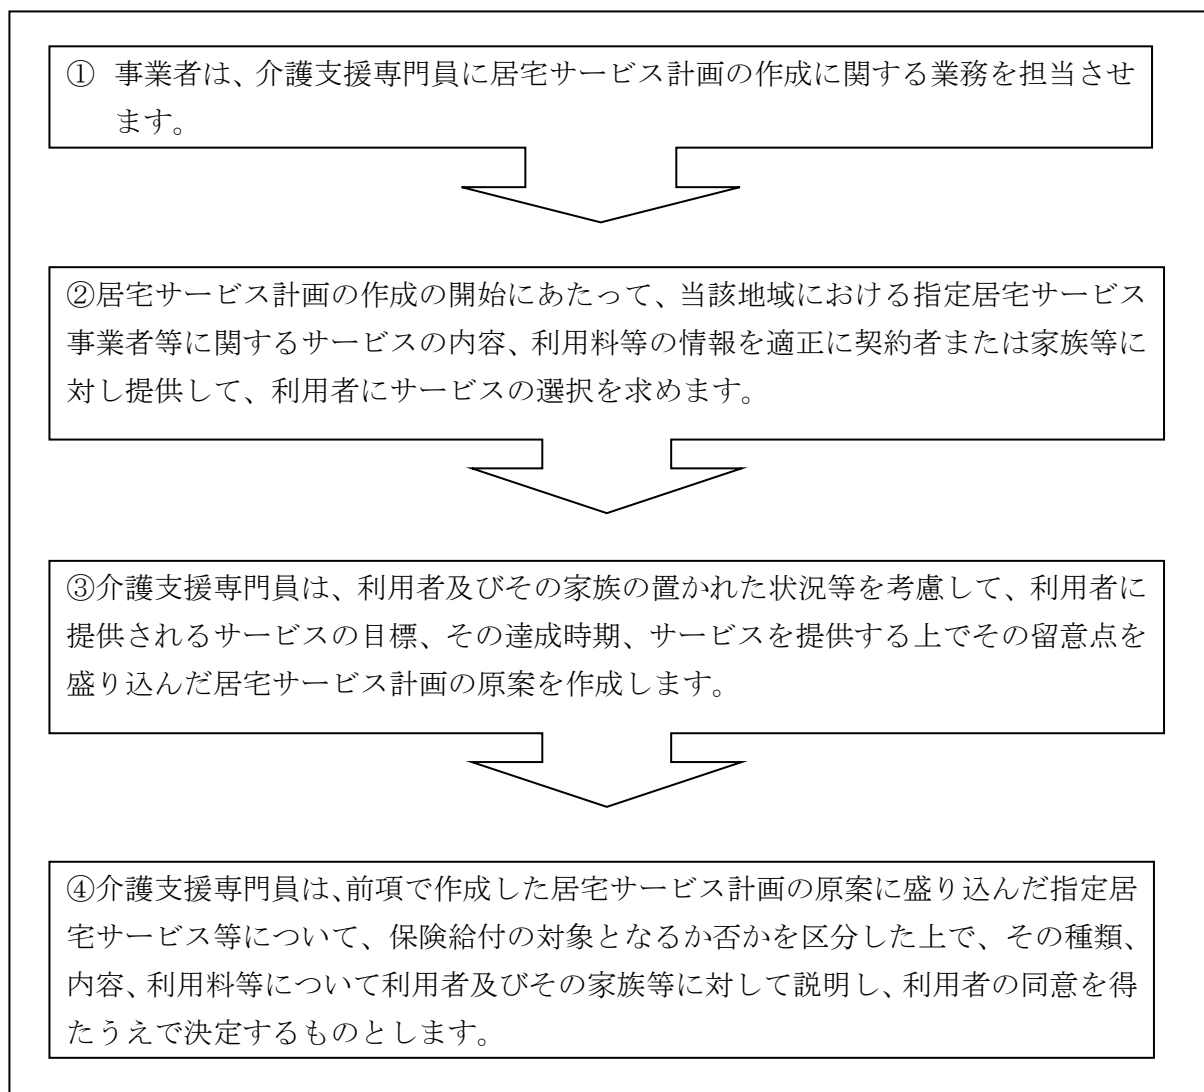 ① 事業者は、介護支援専門員に居宅サービス計画の作成に関する業務を担当させ
ます。
②居宅サービス計画の作成の開始にあたって、当該地域における指定居宅サービス
事業者等に関するサービスの内容、利用料等の情報を適正に契約者または家族等に
対し提供して、利用者にサービスの選択を求めます。
③介護支援専門員は、利用者及びその家族の置かれた状況等を考慮して、利用者に
提供されるサービスの目標、その達成時期、サービスを提供する上でその留意点を
盛り込んだ居宅サービス計画の原案を作成します。
④介護支援専門員は、前項で作成した居宅サービス計画の原案に盛り込んだ指定居
宅サービス等について、保険給付の対象となるか否かを区分した上で、その種類、
内容、利用料等について利用者及びその家族等に対して説明し、利用者の同意を得
たうえで決定するものとします。